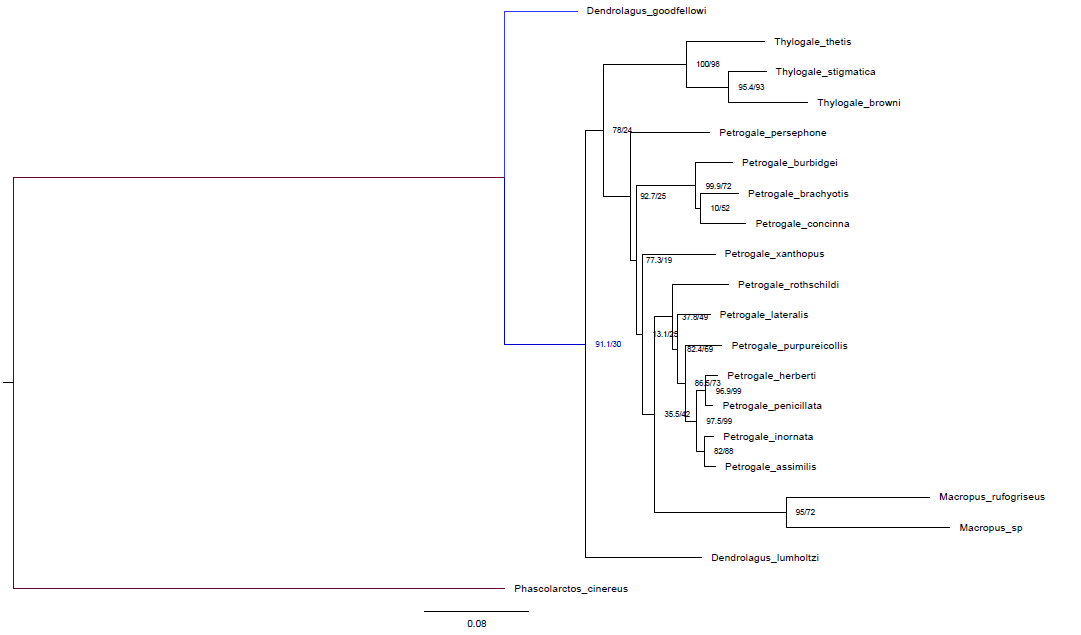 Dendrolagus_goodfellowi
Thylogale_thetis
100/98
Thylogale_stigmatica
95.4/93
Thylogale_browni
78/24
Petrogale_persephone
Petrogale_burbidgei
99.9/72
92.7/25
Petrogale_brachyotis
10/52
Petrogale_concinna
Petrogale_xanthopus
77.3/19
Petrogale_rothschildi
Petrogale_lateralis
37.8/49
13.1/25
Petrogale_purpureicollis
82.4/69
91.1/30
Petrogale_herberti
86.5/73
96.9/99
Petrogale_penicillata
35.5/42
97.5/99
Petrogale_inornata
82/88
Petrogale_assimilis
Macropus_rufogriseus
95/72
Macropus_sp
Dendrolagus_lumholtzi
Phascolarctos_cinereus
0.08